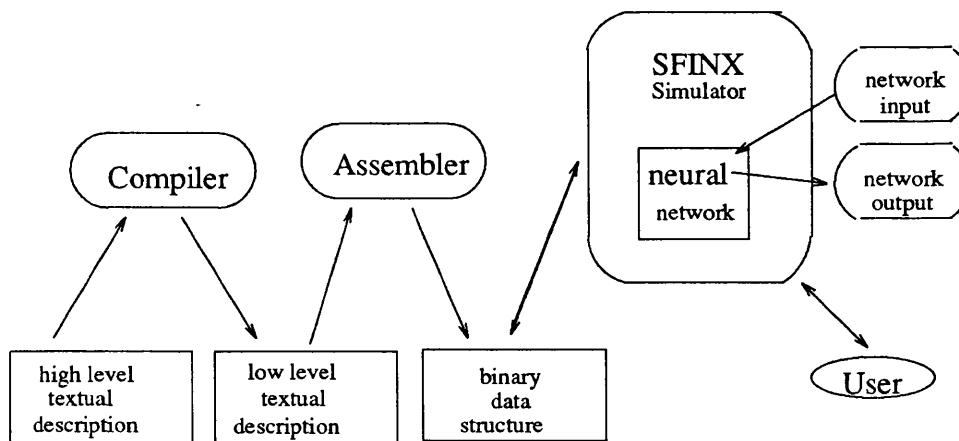 SFINX
Simulator
network
input
Compiler
Assembler
neural
network
network
output
high level
textual
description
low level
textual
description
binary
data
structure
User